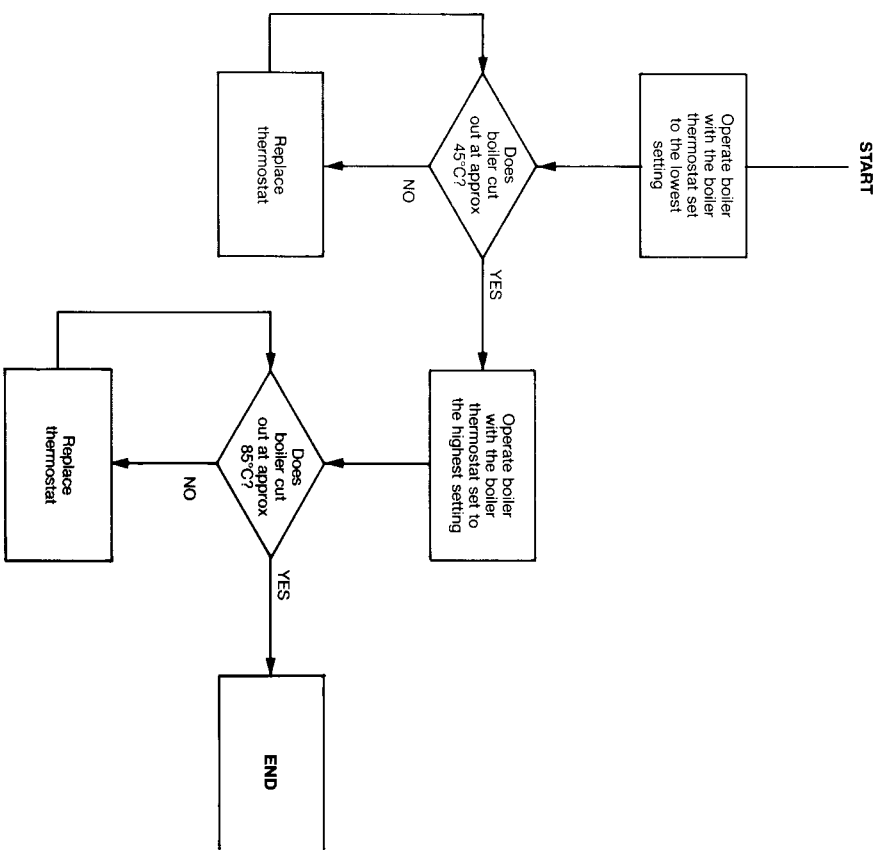 START
Operate boiler
with the boiler
thermostat set
to the lowest
setting
Does
boiler cut
out at approx
45°C?
NO
Replace
thermostat
YES
Operate boiler
with the boiler
thermostat set to
the highest setting
Does
boiler cut
out at approx
85°C?
NO
Replace
thermostat
YES
END